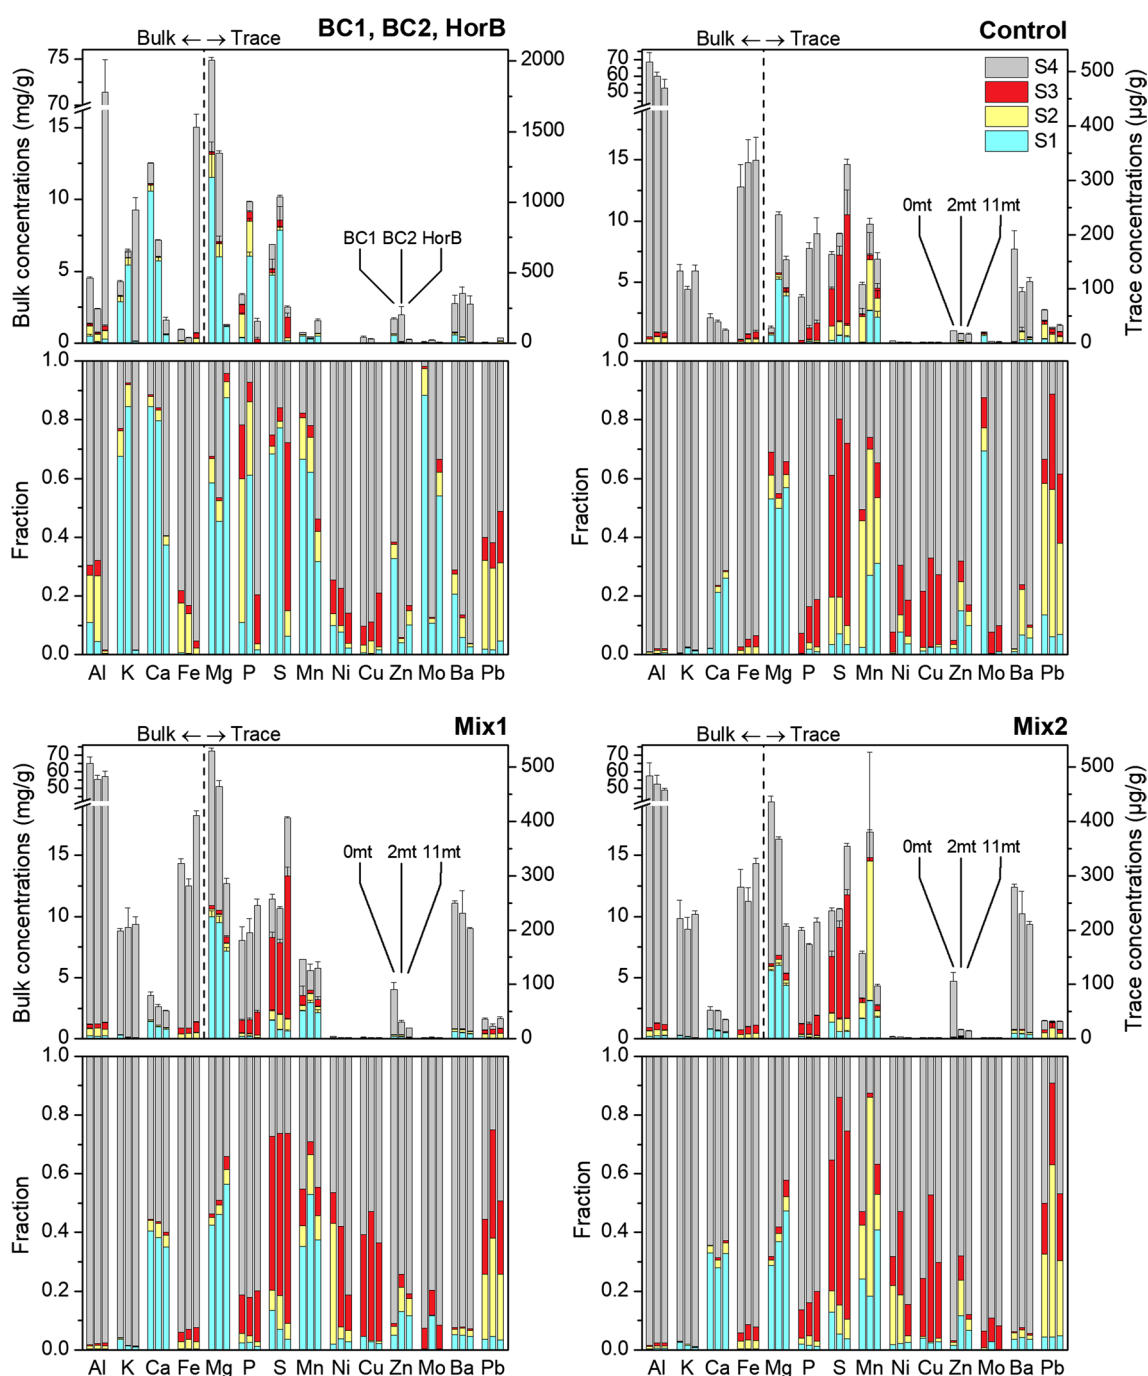 BC1, BC2, HorB
Bulk ← → Trace
Bulk concentrations (mg/g)
75
70
15
10
5
0
2000
1500
1000
500
0
BC1 BC2 HorB
Control
Bulk ← → Trace
70
60
50
15
10
5
0
500
400
300
200
100
0
Trace concentrations (µg/g)
S4
S3
S2
S1
0mt 2mt 11mt
Fraction
1.0
0.8
0.6
0.4
0.2
0.0
Al K Ca Fe Mg P S Mn Ni Cu Zn Mo Ba Pb
Fraction
1.0
0.8
0.6
0.4
0.2
0.0
Al K Ca Fe Mg P S Mn Ni Cu Zn Mo Ba Pb
Mix1
Bulk ← → Trace
Bulk concentrations (mg/g)
70
60
50
15
10
5
0
500
400
300
200
100
0
0mt 2mt 11mt
Mix2
Bulk ← → Trace
70
60
50
15
10
5
0
500
400
300
200
100
0
Trace concentrations (µg/g)
0mt 2mt 11mt
Fraction
1.0
0.8
0.6
0.4
0.2
0.0
Al K Ca Fe Mg P S Mn Ni Cu Zn Mo Ba Pb
Fraction
1.0
0.8
0.6
0.4
0.2
0.0
Al K Ca Fe Mg P S Mn Ni Cu Zn Mo Ba Pb